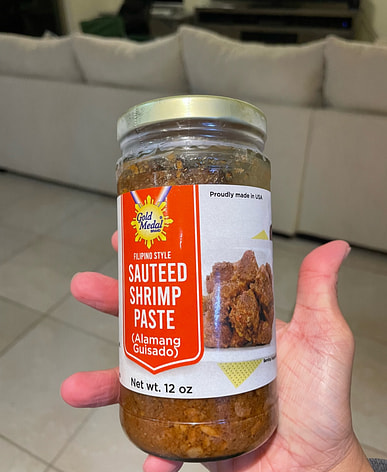 Gold
Medal
Proudly made in USA
FILIPINO STYLE
SAUTEED
SHRIMP
PASTE
(Alamang
Guisado)
Net wt. 12 oz